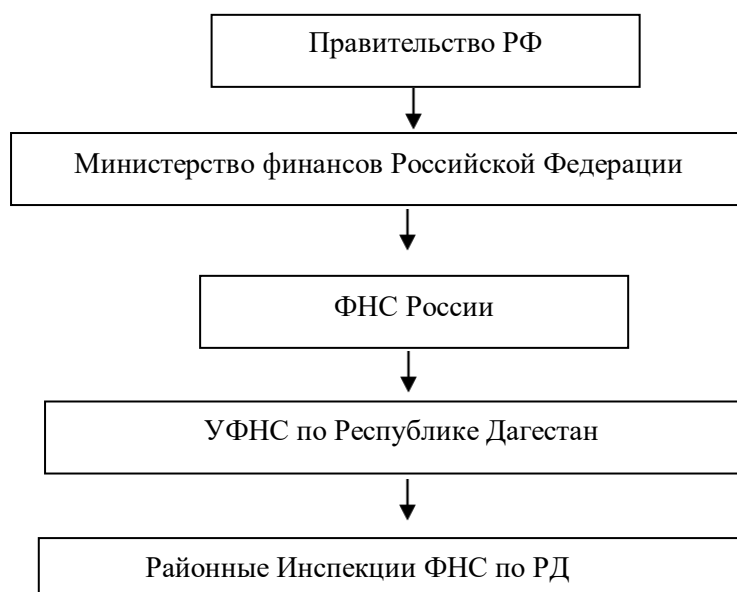 Правительство РФ
Министерство финансов Российской Федерации
ФНС России
УФНС по Республике Дагестан
Районные Инспекции ФНС по РД